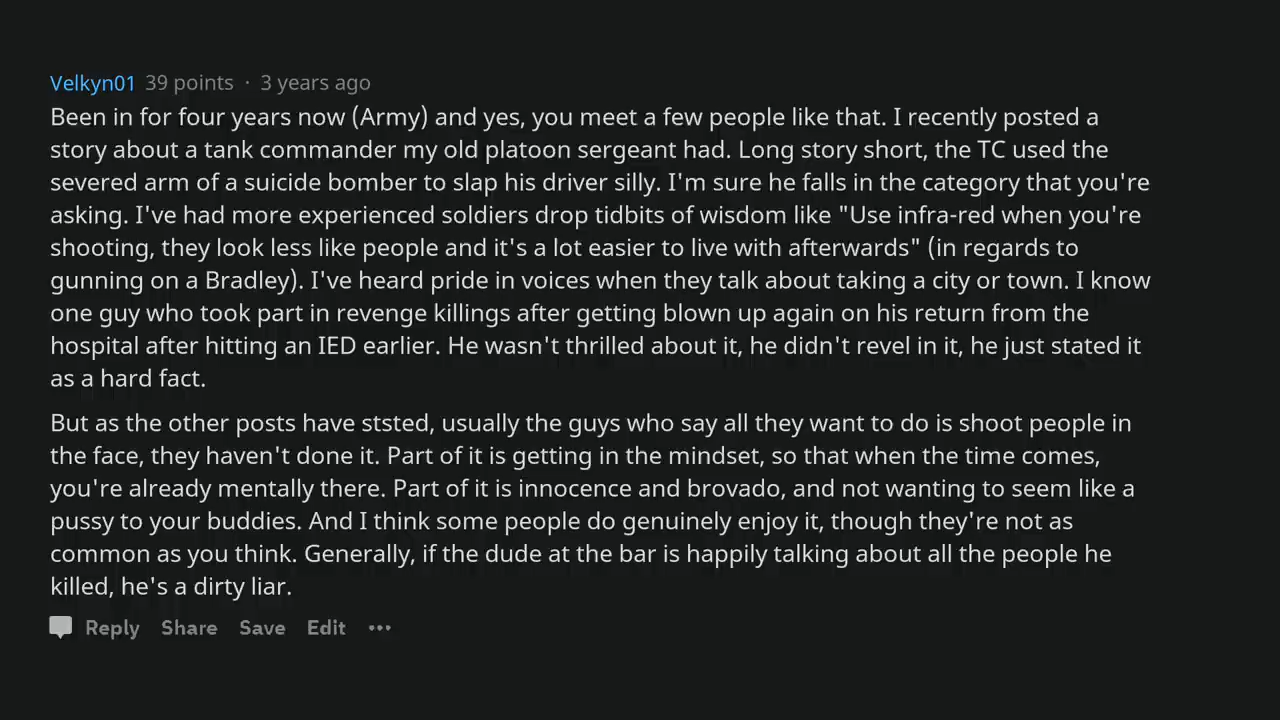 Velkyn01 39 points · 3 years ago
Been in for four years now (Army) and yes, you meet a few people like that. I recently posted a
story about a tank commander my old platoon sergeant had. Long story short, the TC used the
severed arm of a suicide bomber to slap his driver silly. I'm sure he falls in the category that you're
asking. I've had more experienced soldiers drop tidbits of wisdom like "Use infra-red when you're
shooting, they look less like people and it's a lot easier to live with afterwards" (in regards to
gunning on a Bradley). I've heard pride in voices when they talk about taking a city or town. I know
one guy who took part in revenge killings after getting blown up again on his return from the
hospital after hitting an IED earlier. He wasn't thrilled about it, he didn't revel in it, he just stated it
as a hard fact.
But as the other posts have ststed, usually the guys who say all they want to do is shoot people in
the face, they haven't done it. Part of it is getting in the mindset, so that when the time comes,
you're already mentally there. Part of it is innocence and brovado, and not wanting to seem like a
pussy to your buddies. And I think some people do genuinely enjoy it, though they're not as
common as you think. Generally, if the dude at the bar is happily talking about all the people he
killed, he's a dirty liar.
Reply Share Save Edit •••